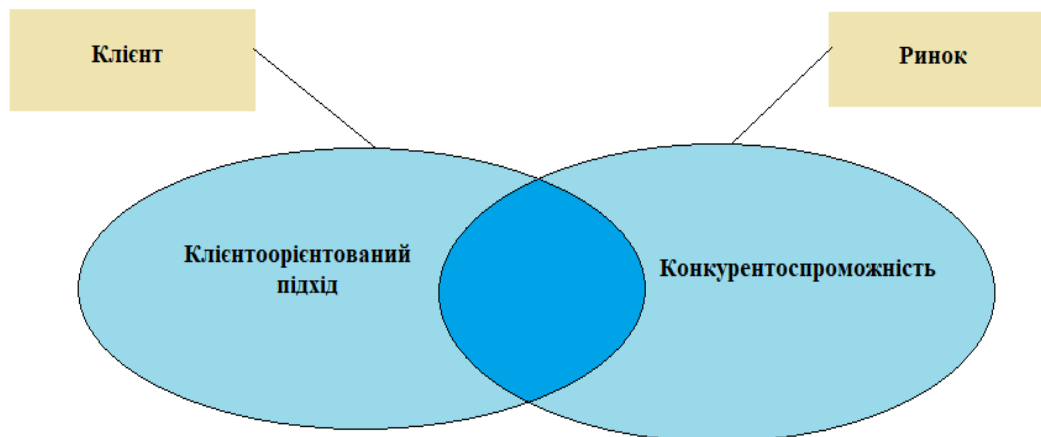 Клієнт
Ринок
Клієнтоорієнтований
підхід
Конкурентоспроможність